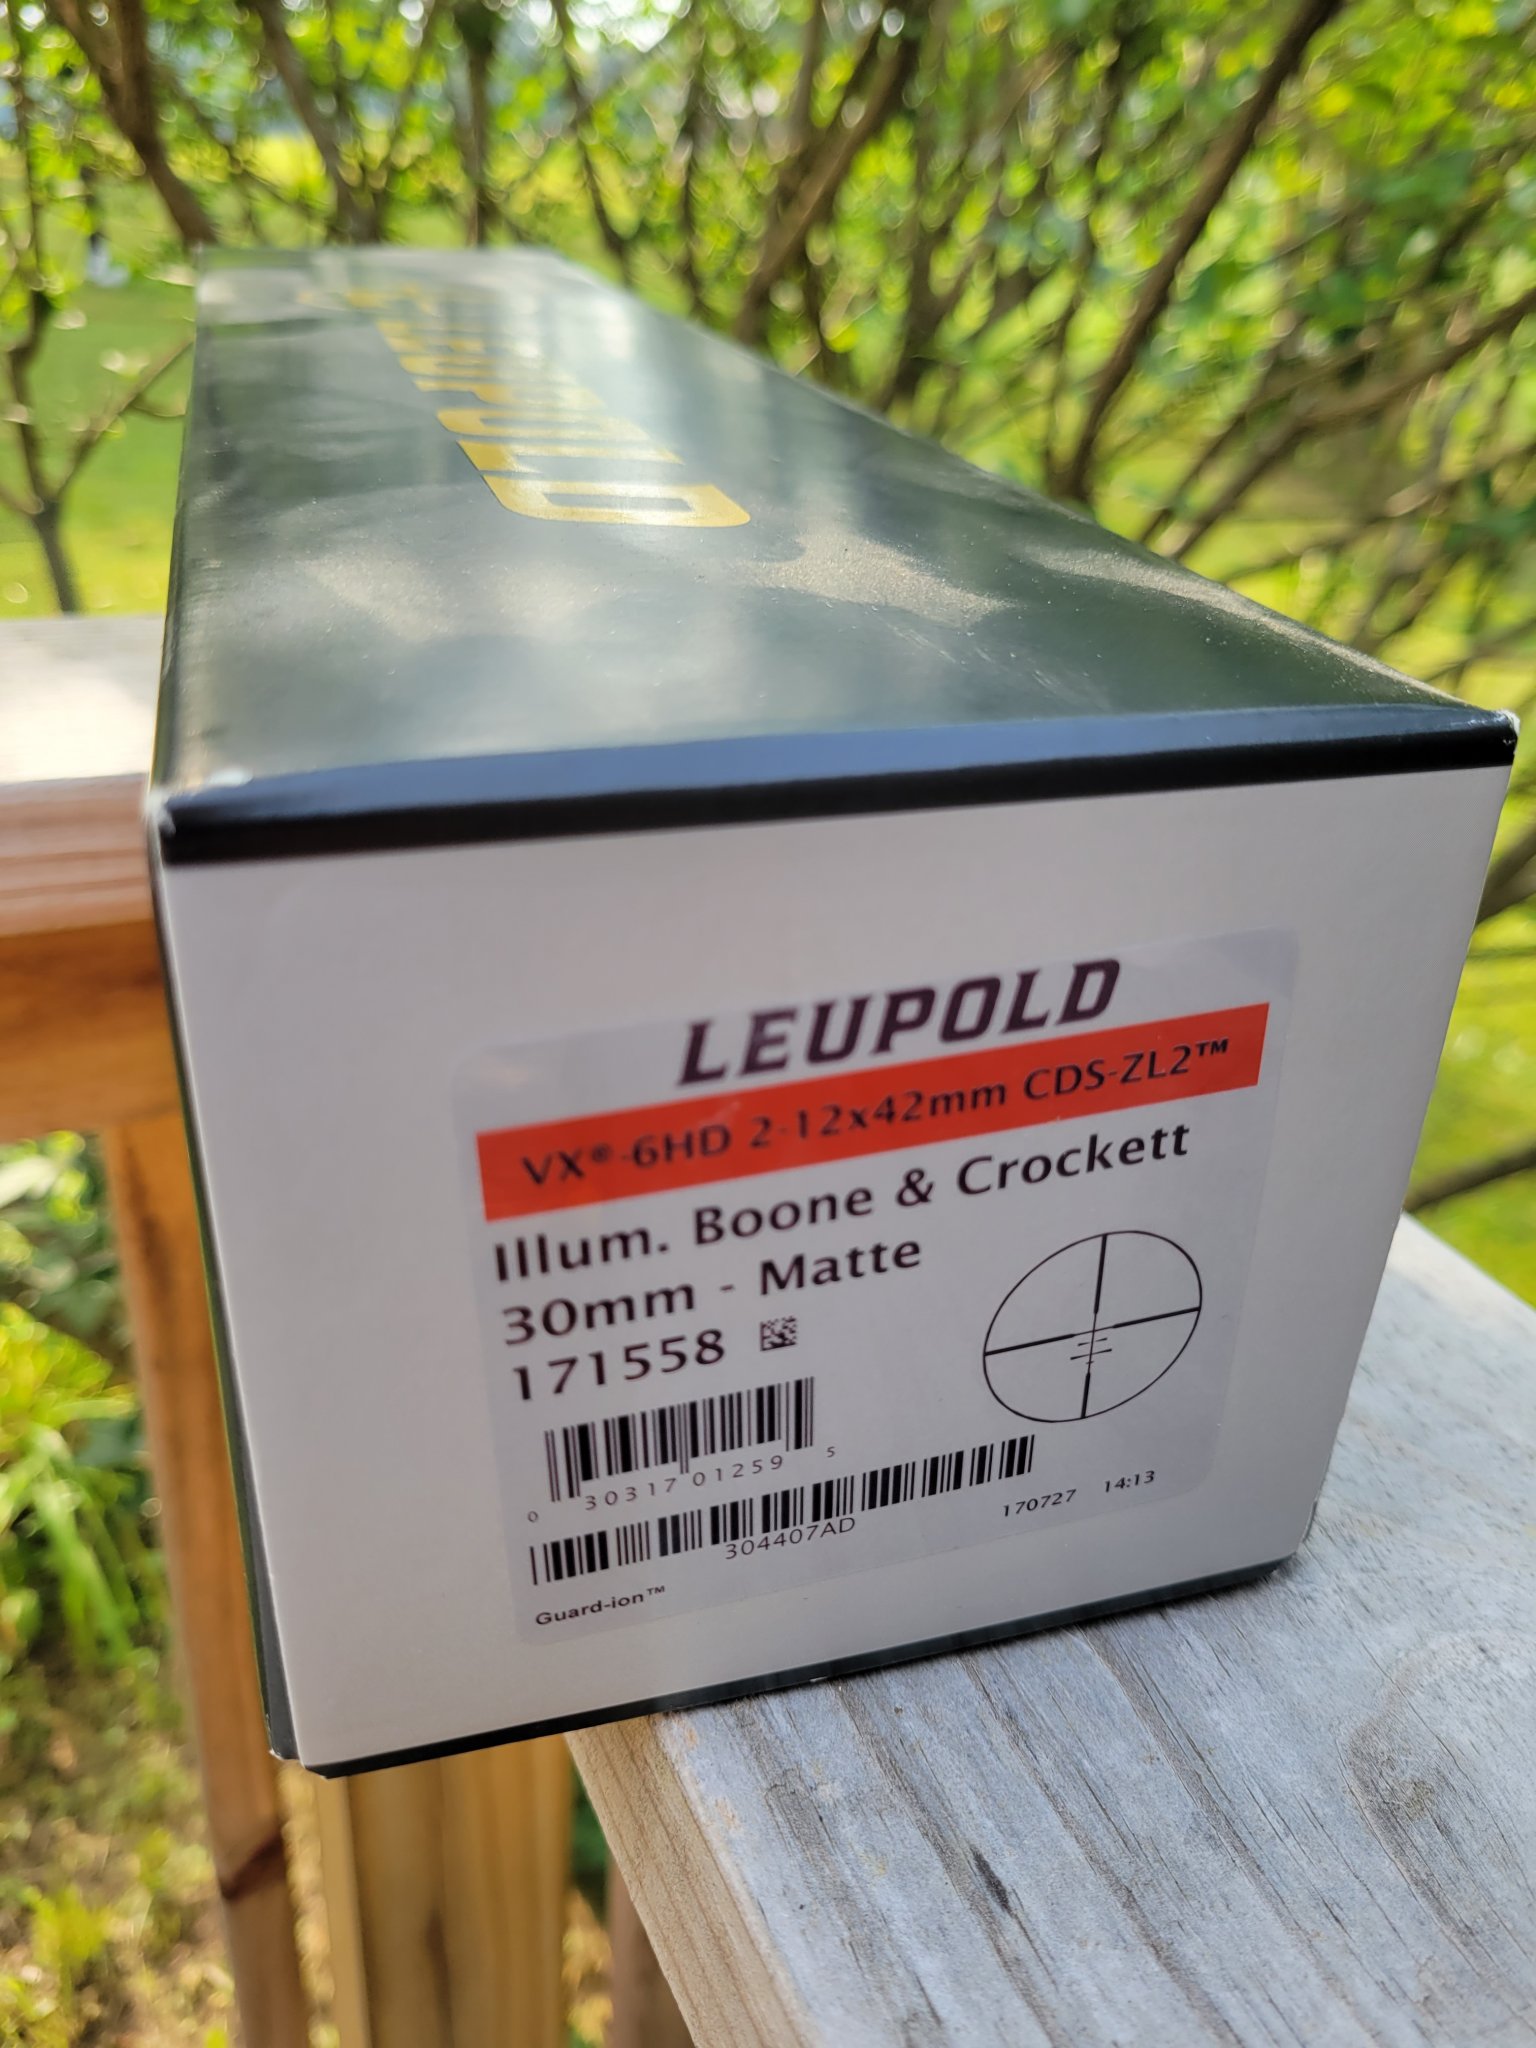 LEUPOLD
LEUPOLD
VX®-6HD 2-12x42mm CDS-ZL2™
Illum. Boone & Crockett
30mm - Matte
171558
0 30317 01259 5
304407AD
170727 14:13
Guard-ion™